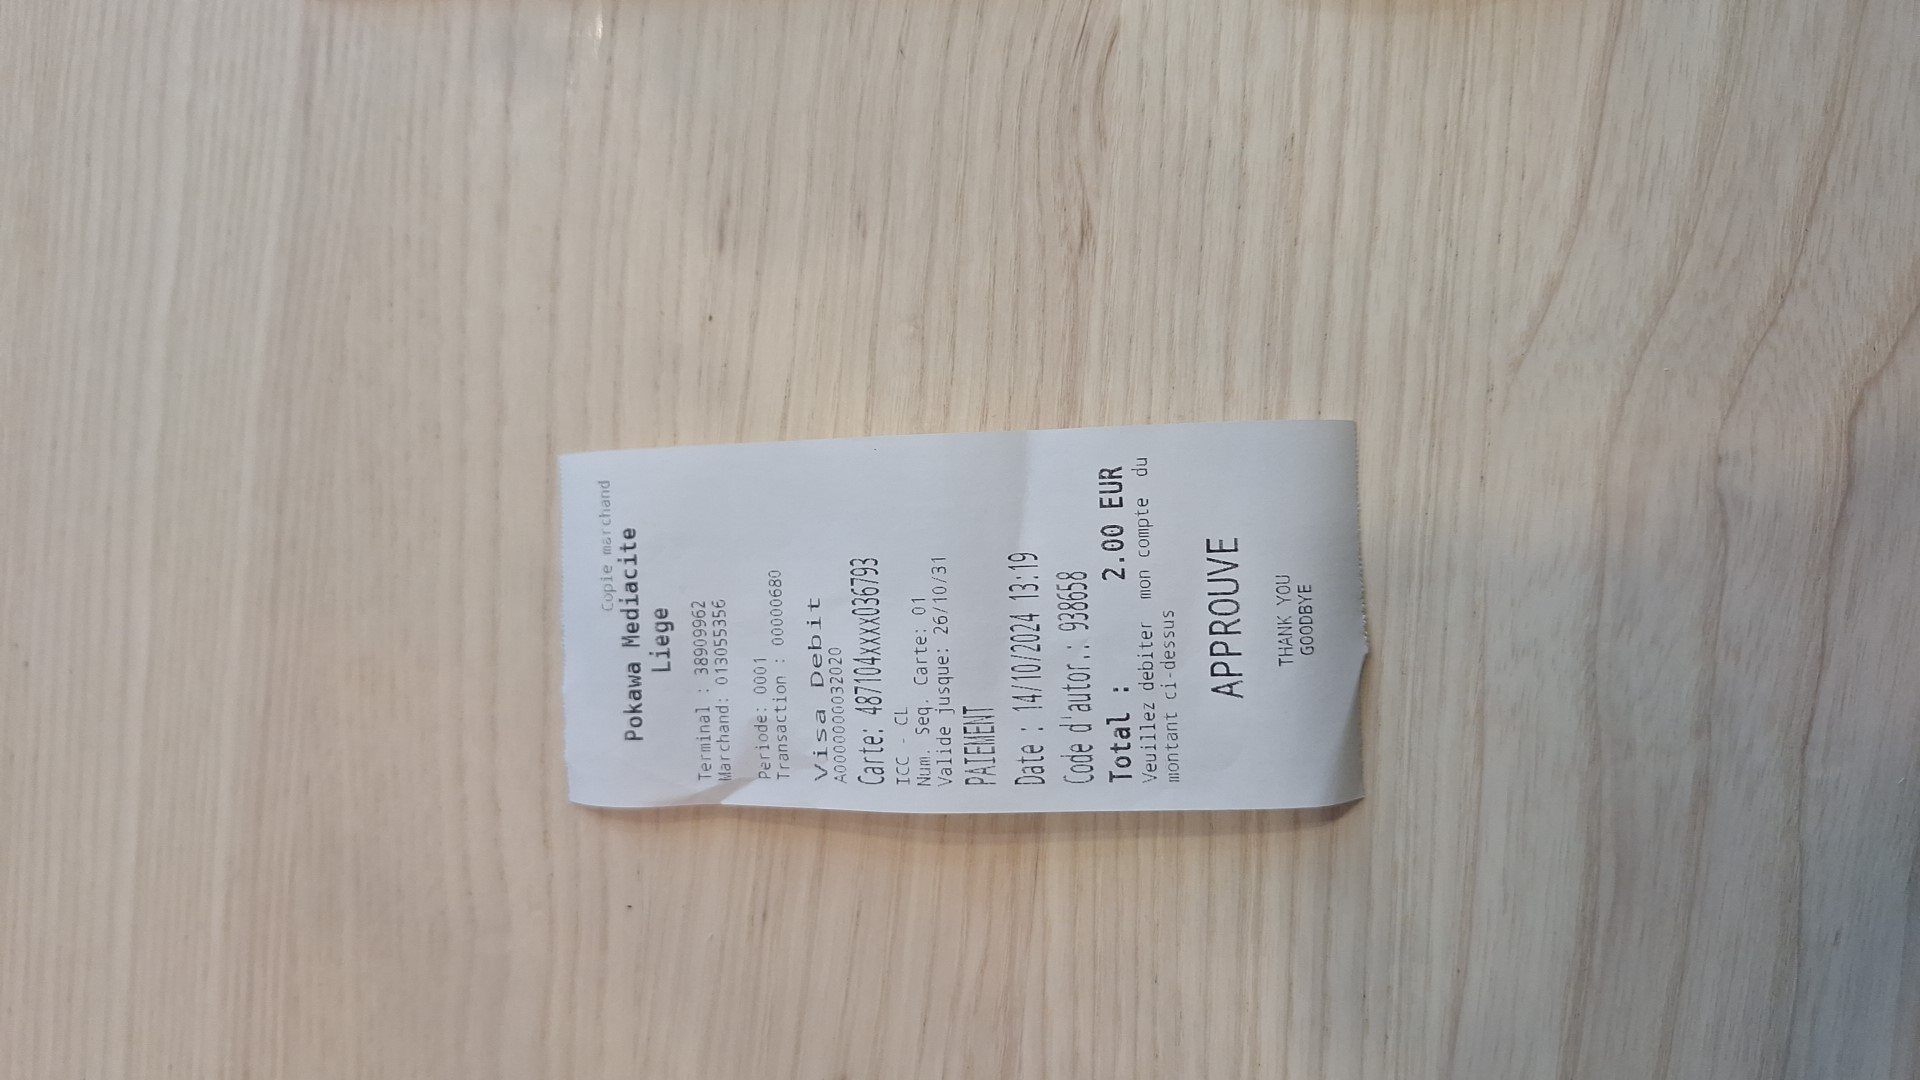 Copie marchand
Pokawa Mediacite
Liege
Terminal : 38909962
Marchand: 013055356
Periode: 0001
Transaction : 00000680
Visa Debit
A0000000032020
Carte: 487104xxxx036793
ICC - CL
Num. Seq. Carte: 01
Valide jusque: 26/10/31
PAIEMENT
Date : 14/10/2024 13:19
Code d'autor.: 938658
Total : 2.00 EUR
Veuillez debiter mon compte du
montant ci-dessus
APPROUVE
THANK YOU
GOODBYE